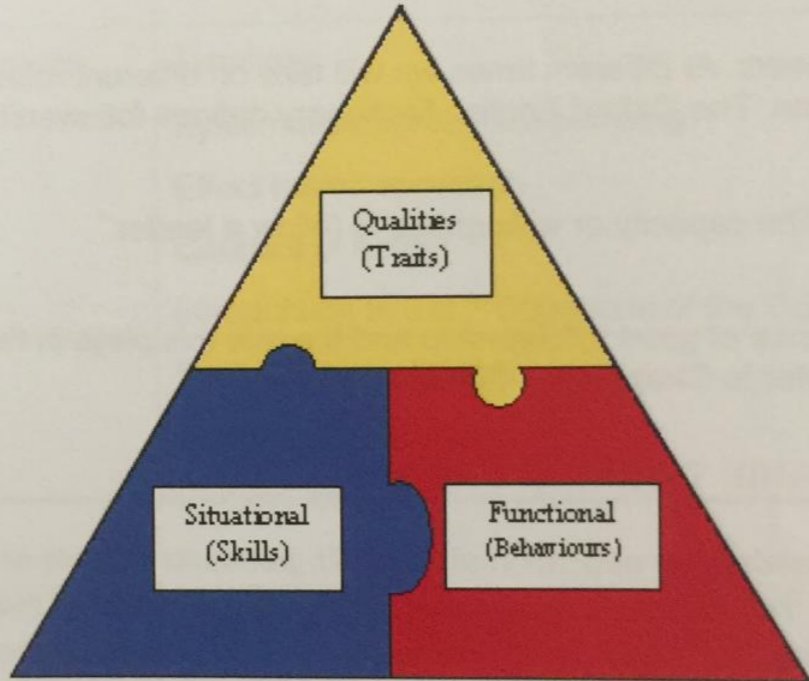 Qualities
(Traits)
Situational
(Skills)
Functional
(Behaviours)